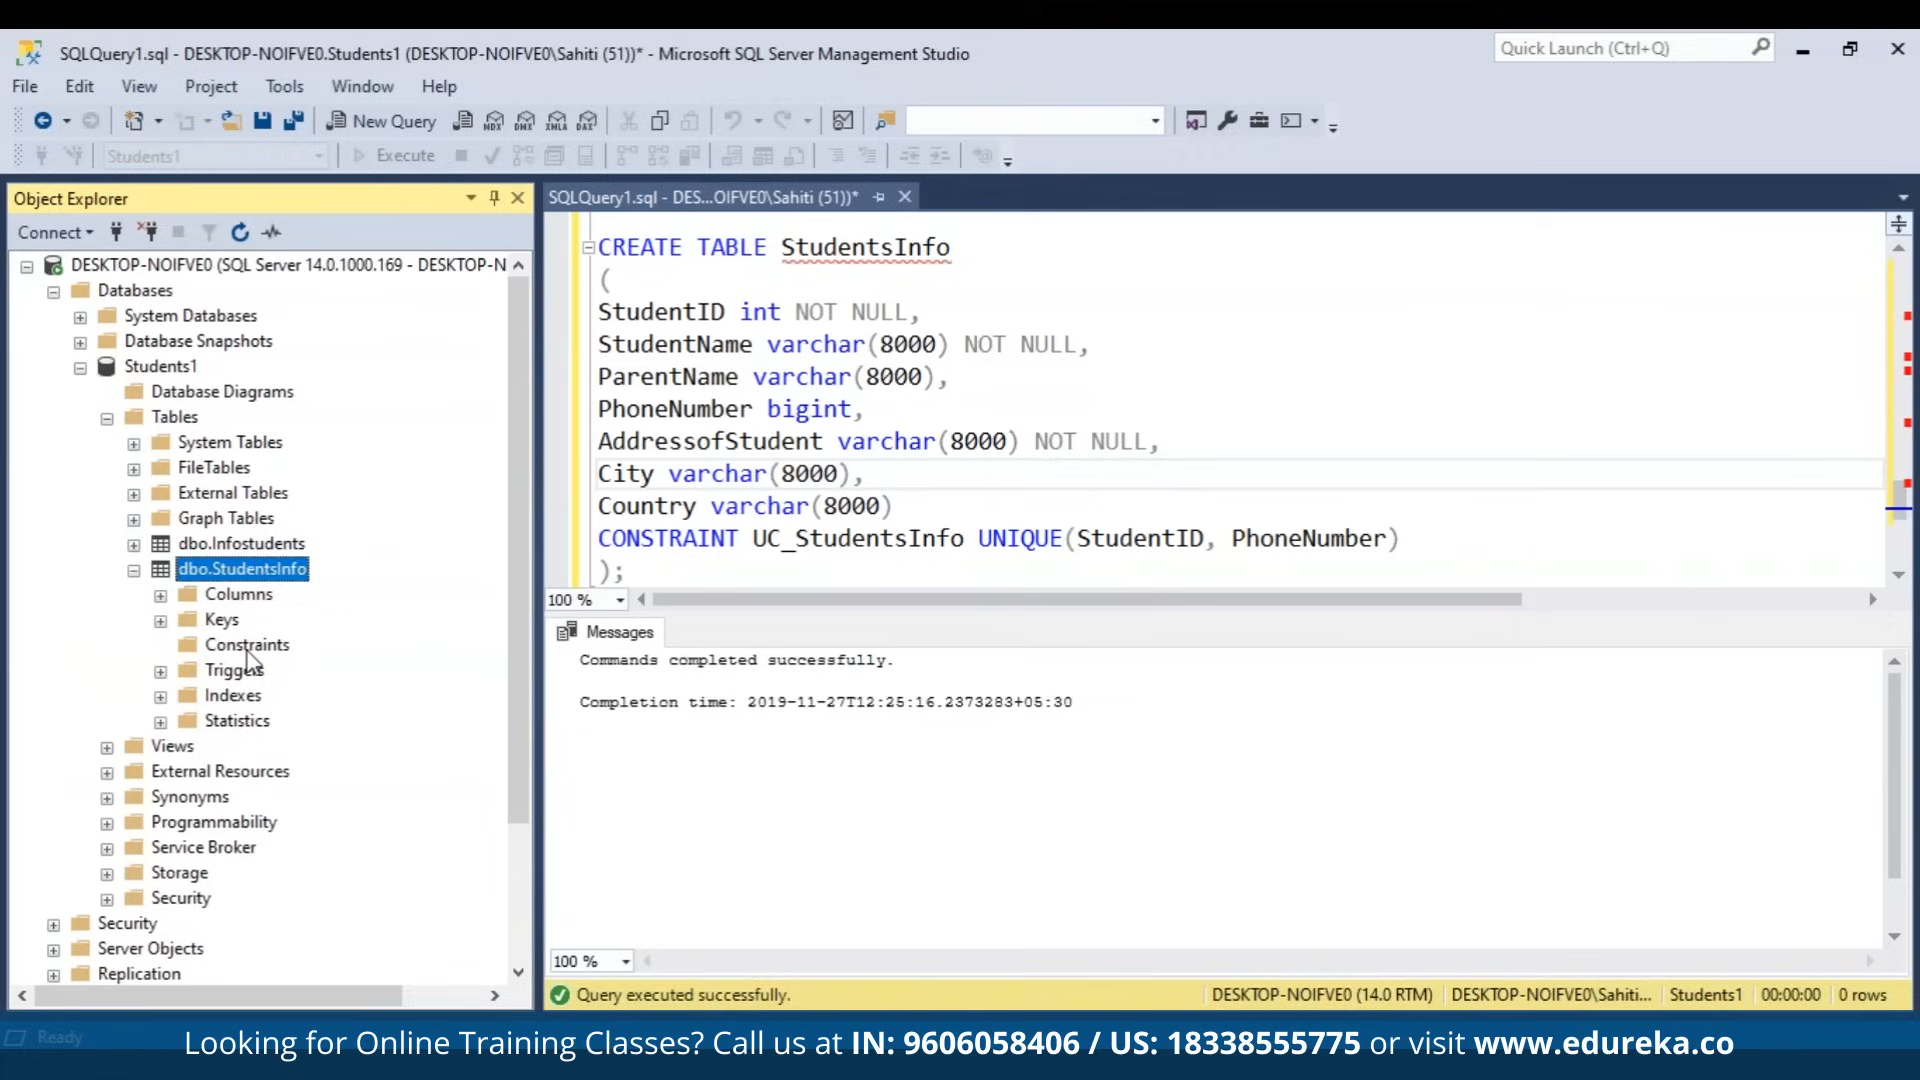 SQLQuery1.sql - DESKTOP-NOIFVE0.Students1 (DESKTOP-NOIFVE0\Sahiti (51))* - Microsoft SQL Server Management Studio
Quick Launch (Ctrl+Q)
File Edit View Project Tools Window Help
New Query
MDX DMX XMLA DAX
Students1
Execute
Object Explorer
SQLQuery1.sql - DES...OIFVE0\Sahiti (51))*
Connect
DESKTOP-NOIFVE0 (SQL Server 14.0.1000.169 - DESKTOP-N
Databases
System Databases
Database Snapshots
Students1
Database Diagrams
Tables
System Tables
FileTables
External Tables
Graph Tables
dbo.Infostudents
dbo.StudentsInfo
Columns
Keys
Constraints
Triggers
Indexes
Statistics
Views
External Resources
Synonyms
Programmability
Service Broker
Storage
Security
Security
Server Objects
Replication
CREATE TABLE StudentsInfo
(
StudentID int NOT NULL,
StudentName varchar(8000) NOT NULL,
ParentName varchar(8000),
PhoneNumber bigint,
AddressofStudent varchar(8000) NOT NULL,
City varchar(8000),
Country varchar(8000)
CONSTRAINT UC_StudentsInfo UNIQUE(StudentID, PhoneNumber)
);
100 %
Messages
Commands completed successfully.
Completion time: 2019-11-27T12:25:16.2373283+05:30
100 %
Query executed successfully.
DESKTOP-NOIFVE0 (14.0 RTM) DESKTOP-NOIFVE0\Sahiti... Students1 00:00:00 0 rows
Ready
Looking for Online Training Classes? Call us at IN: 9606058406 / US: 18338555775 or visit www.edureka.co